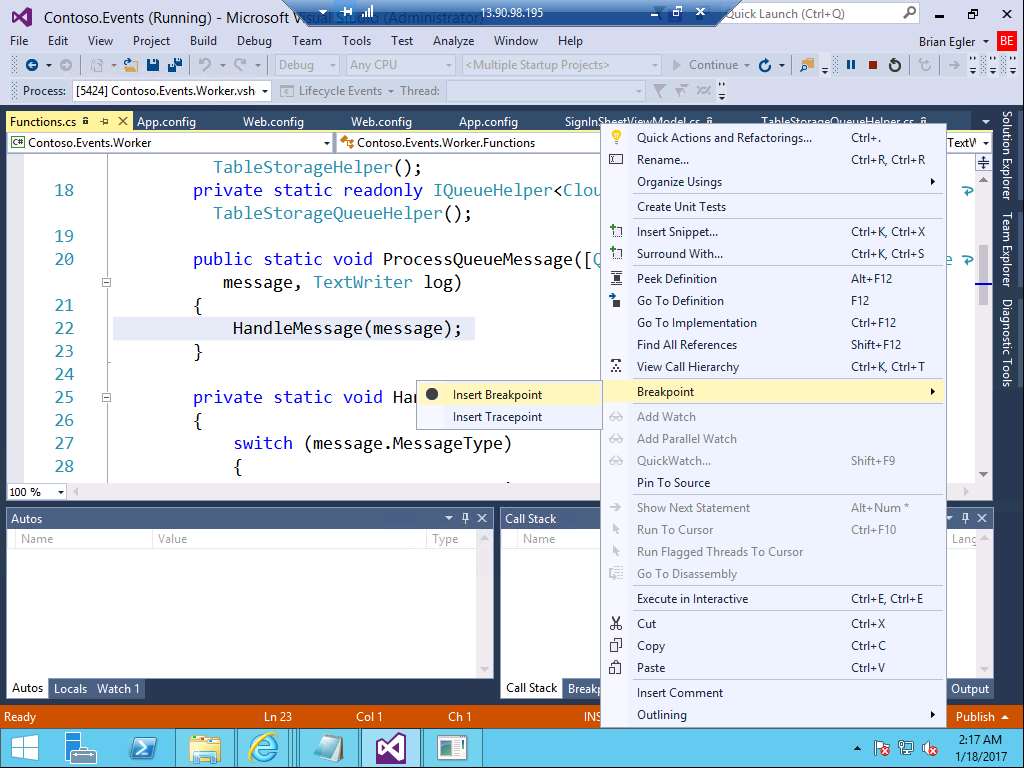 Contoso.Events (Running) - Microsoft Visual Studio (Administrator)
13.90.98.195
Quick Launch (Ctrl+Q)
File Edit View Project Build Debug Team Tools Test Analyze Window Help
Brian Egler BE
Debug Any CPU <Multiple Startup Projects> Continue
Process: [5424] Contoso.Events.Worker.vsh Lifecycle Events Thread:
Functions.cs App.config Web.config Web.config App.config SignInSheetViewModel.cs TableStorageQueueHelper.cs
C# Contoso.Events.Worker Contoso.Events.Worker.Functions TextW
TableStorageHelper();
18 private static readonly IQueueHelper<Clou
TableStorageQueueHelper();
19
20 public static void ProcessQueueMessage([Q e
message, TextWriter log)
21 {
22 HandleMessage(message);
23 }
24
25 private static void Han
26 {
27 switch (message.MessageType)
28 {
100 %
Insert Breakpoint
Insert Tracepoint
Quick Actions and Refactorings... Ctrl+.
Rename... Ctrl+R, Ctrl+R
Organize Usings
Create Unit Tests
Insert Snippet... Ctrl+K, Ctrl+X
Surround With... Ctrl+K, Ctrl+S
Peek Definition Alt+F12
Go To Definition F12
Go To Implementation Ctrl+F12
Find All References Shift+F12
View Call Hierarchy Ctrl+K, Ctrl+T
Breakpoint
Add Watch
Add Parallel Watch
QuickWatch... Shift+F9
Pin To Source
Show Next Statement Alt+Num *
Run To Cursor Ctrl+F10
Run Flagged Threads To Cursor
Go To Disassembly
Execute in Interactive Ctrl+E, Ctrl+E
Cut Ctrl+X
Copy Ctrl+C
Paste Ctrl+V
Insert Comment
Outlining
Solution Explorer
Team Explorer
Diagnostic Tools
Autos
Name Value Type
Autos Locals Watch 1
Call Stack
Name Lang
Call Stack Breakp Output
Ready Ln 23 Col 1 Ch 1 INS Publish
2:17 AM
1/18/2017